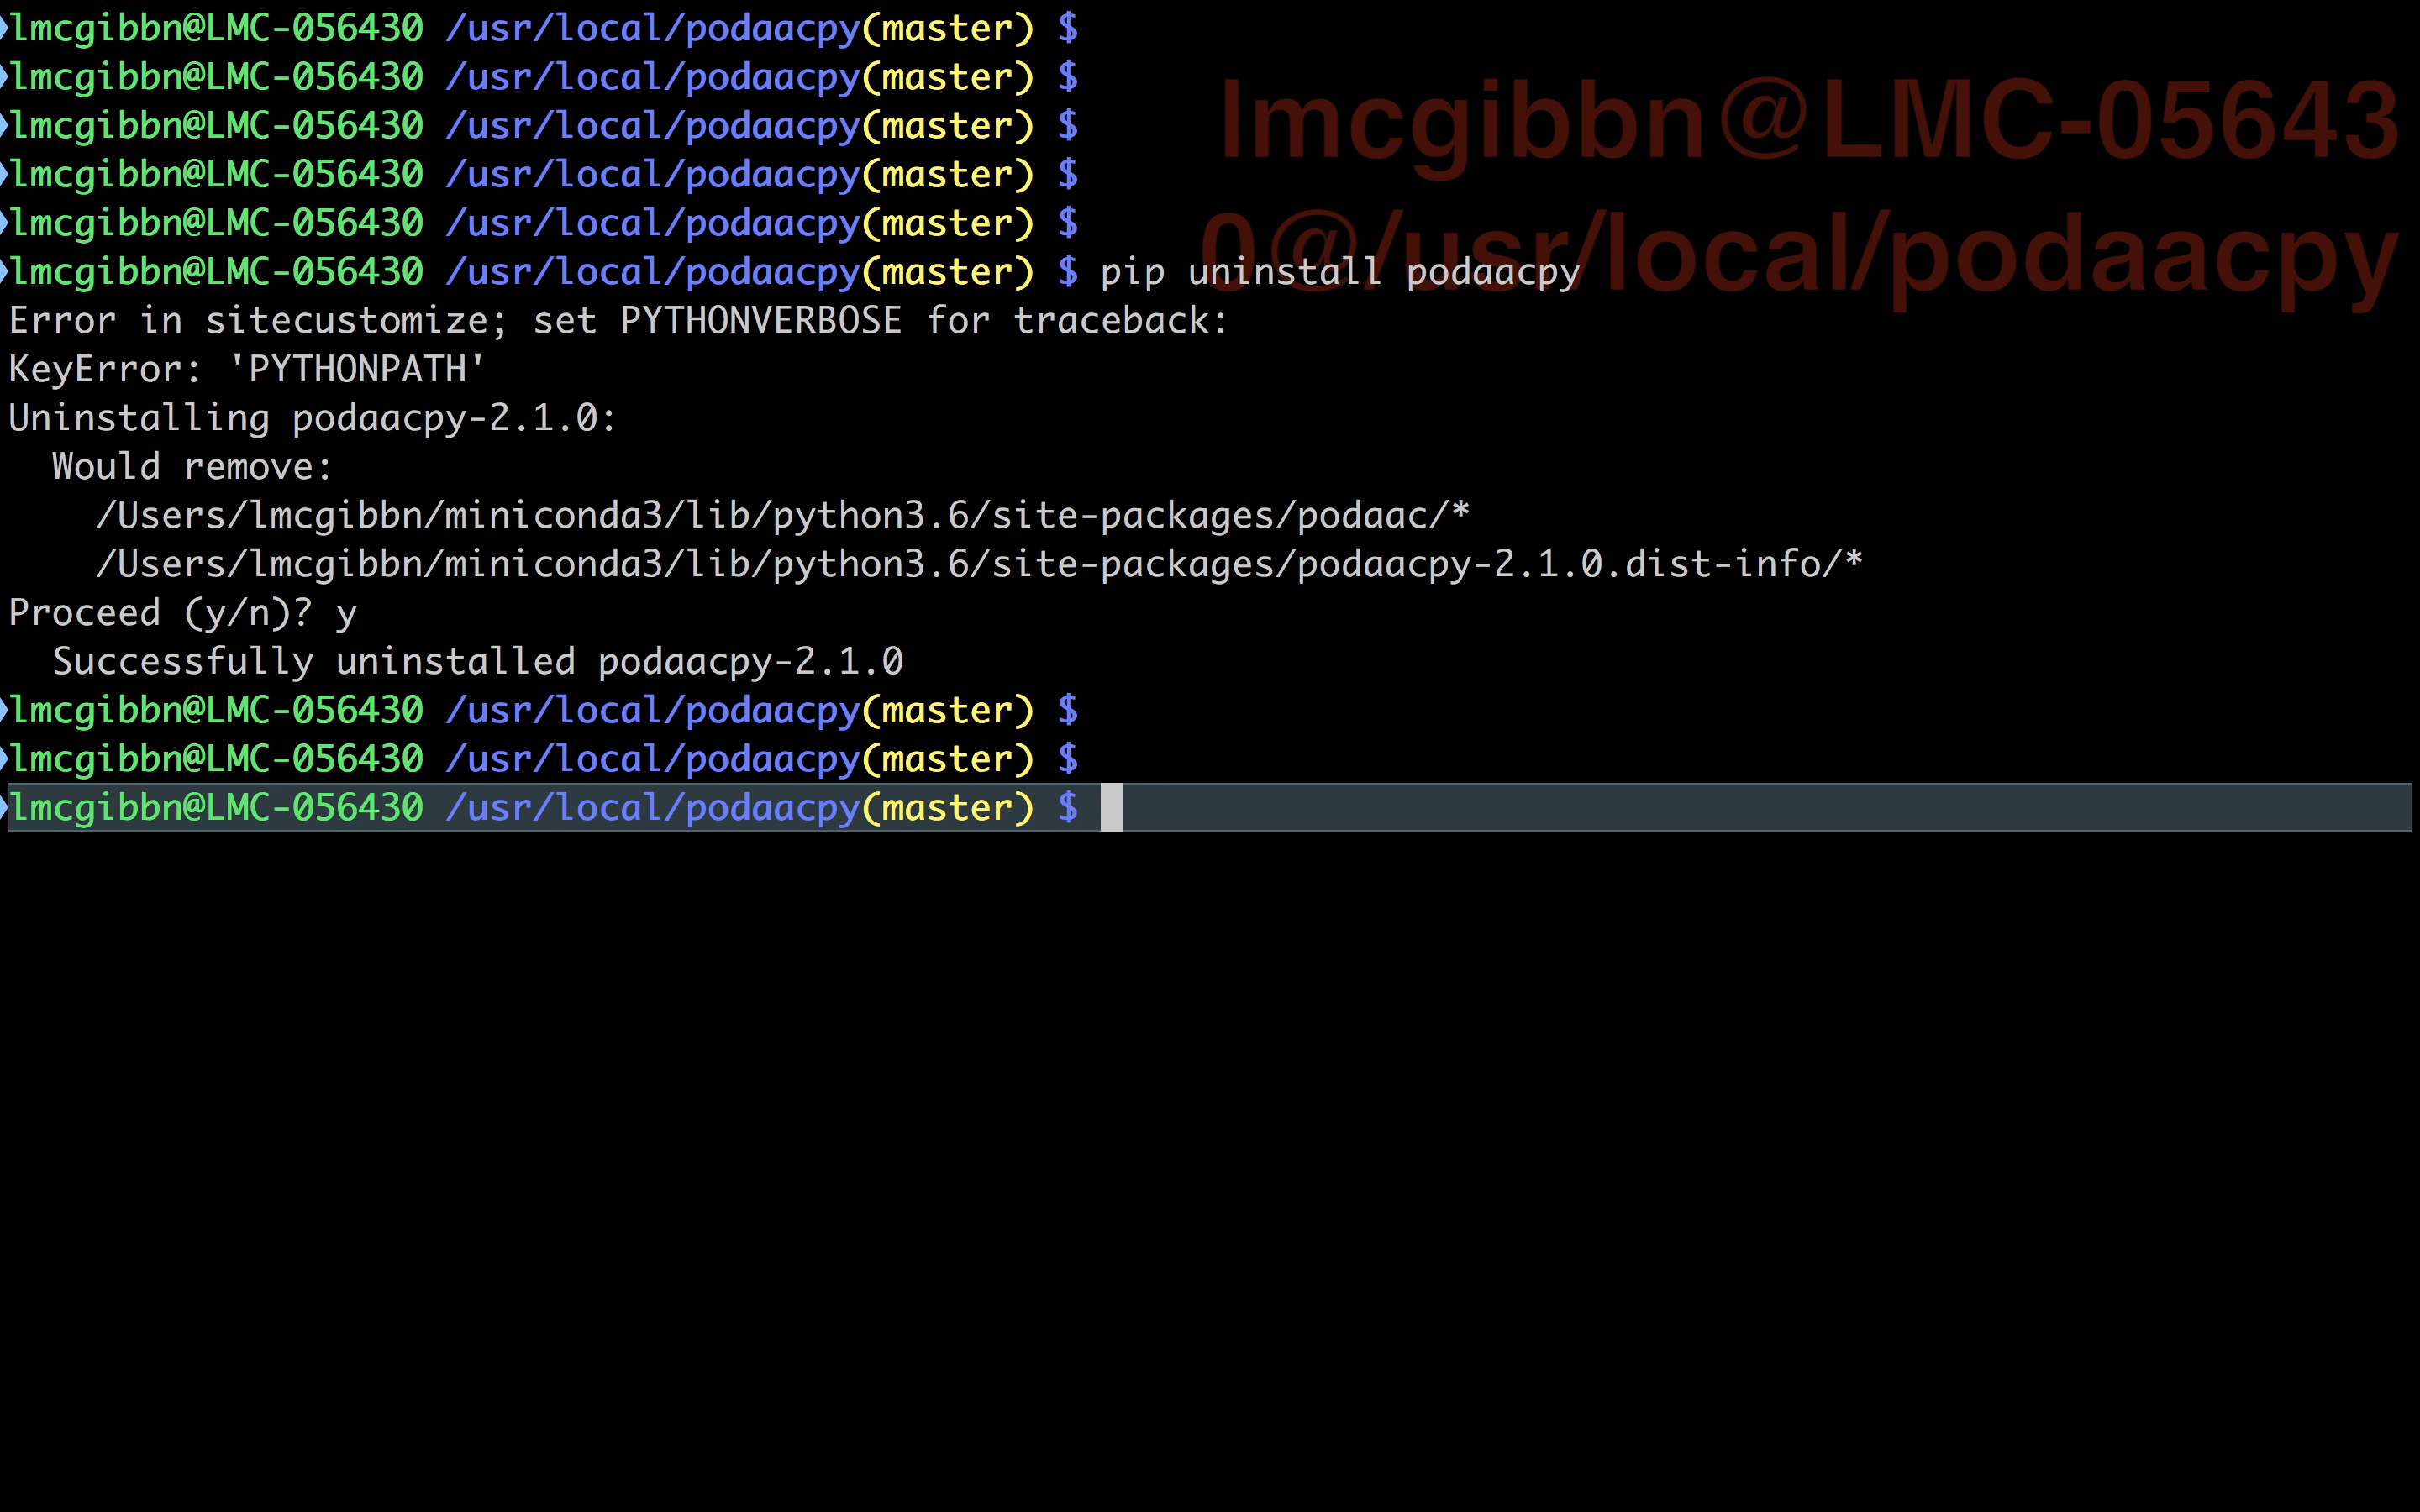 lmcgibbn@LMC-056430 /usr/local/podaacpy(master) $
lmcgibbn@LMC-056430 /usr/local/podaacpy(master) $
lmcgibbn@LMC-056430 /usr/local/podaacpy(master) $
lmcgibbn@LMC-056430 /usr/local/podaacpy(master) $
lmcgibbn@LMC-056430 /usr/local/podaacpy(master) $
lmcgibbn@LMC-056430 /usr/local/podaacpy(master) $ pip uninstall podaacpy
Error in sitecustomize; set PYTHONVERBOSE for traceback:
KeyError: 'PYTHONPATH'
Uninstalling podaacpy-2.1.0:
  Would remove:
    /Users/lmcgibbn/miniconda3/lib/python3.6/site-packages/podaac/*
    /Users/lmcgibbn/miniconda3/lib/python3.6/site-packages/podaacpy-2.1.0.dist-info/*
Proceed (y/n)? y
  Successfully uninstalled podaacpy-2.1.0
lmcgibbn@LMC-056430 /usr/local/podaacpy(master) $
lmcgibbn@LMC-056430 /usr/local/podaacpy(master) $
lmcgibbn@LMC-056430 /usr/local/podaacpy(master) $
lmcgibbn@LMC-05643
0@/usr/local/podaacpy